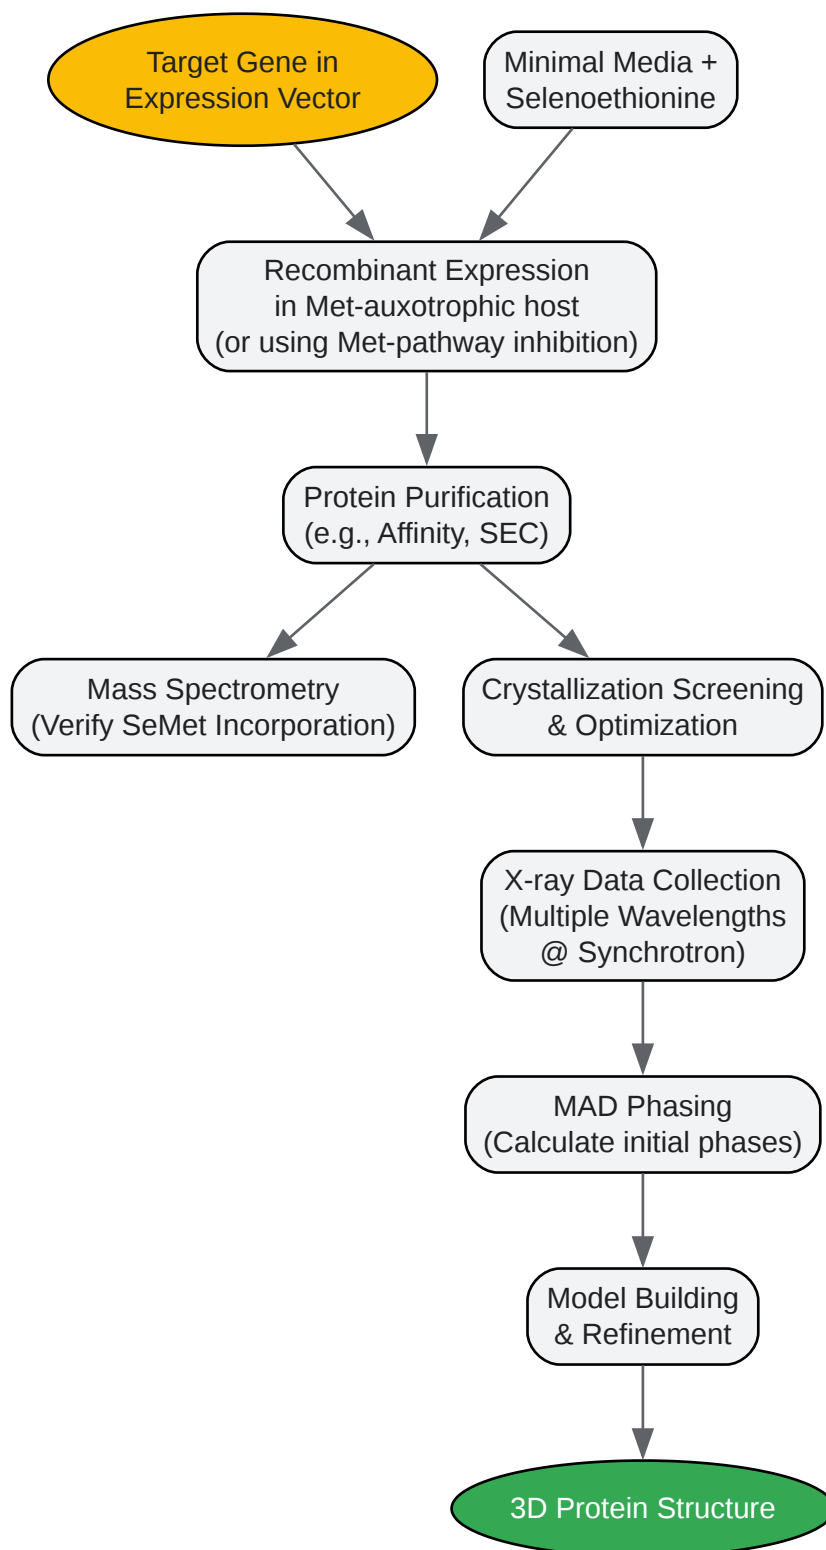 Target Gene in
Expression Vector
Minimal Media +
Selenoethionine
Recombinant Expression
in Met-auxotrophic host
(or using Met-pathway inhibition)
Protein Purification
(e.g., Affinity, SEC)
Mass Spectrometry
(Verify SeMet Incorporation)
Crystallization Screening
& Optimization
X-ray Data Collection
(Multiple Wavelengths
@ Synchrotron)
MAD Phasing
(Calculate initial phases)
Model Building
& Refinement
3D Protein Structure